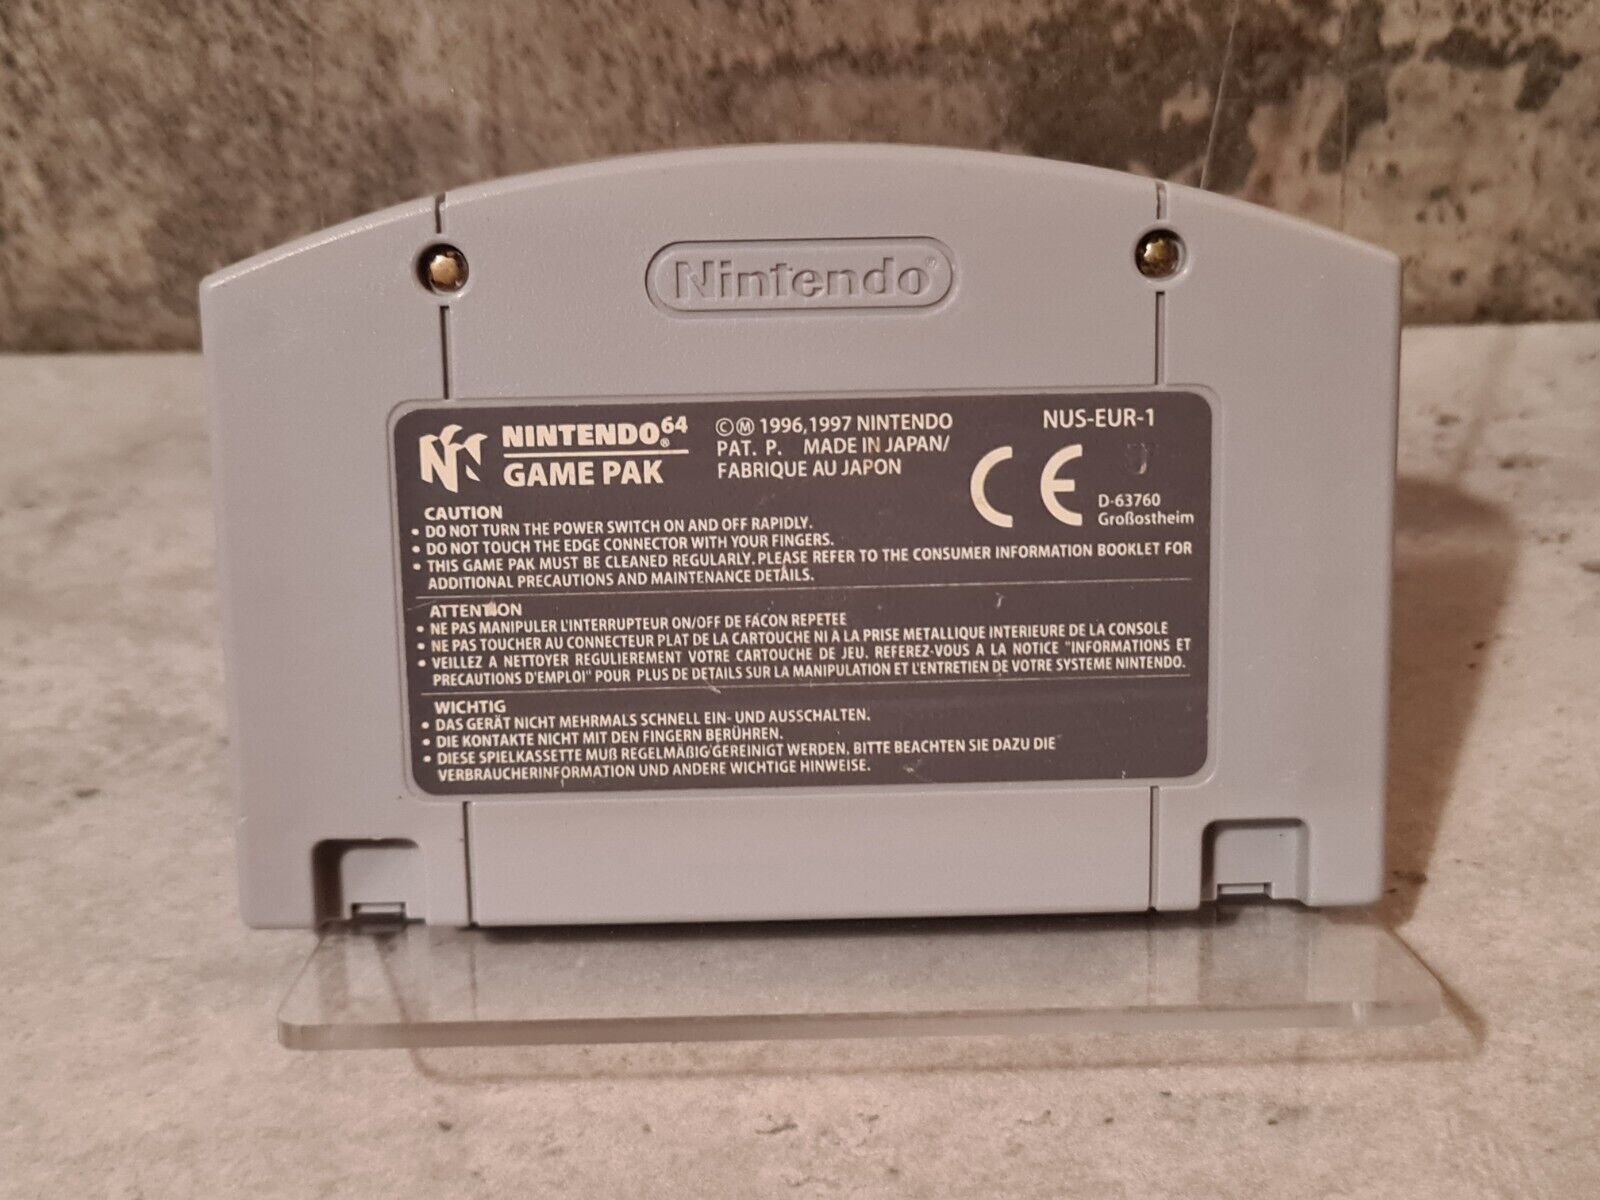 Nintendo®
NINTENDO64®
GAME PAK
©Ⓜ 1996,1997 NINTENDO
PAT. P. MADE IN JAPAN/
FABRIQUE AU JAPON
NUS-EUR-1
CE
D-63760
Großostheim
CAUTION
• DO NOT TURN THE POWER SWITCH ON AND OFF RAPIDLY.
• DO NOT TOUCH THE EDGE CONNECTOR WITH YOUR FINGERS.
• THIS GAME PAK MUST BE CLEANED REGULARLY. PLEASE REFER TO THE CONSUMER INFORMATION BOOKLET FOR
ADDITIONAL PRECAUTIONS AND MAINTENANCE DETAILS.
ATTENTION
• NE PAS MANIPULER L'INTERRUPTEUR ON/OFF DE FACON REPETEE
• NE PAS TOUCHER AU CONNECTEUR PLAT DE LA CARTOUCHE NI A LA PRISE METALLIQUE INTERIEURE DE LA CONSOLE
• VEILLEZ A NETTOYER REGULIEREMENT VOTRE CARTOUCHE DE JEU. REFEREZ-VOUS A LA NOTICE "INFORMATIONS ET
PRECAUTIONS D'EMPLOI" POUR PLUS DE DETAILS SUR LA MANIPULATION ET L'ENTRETIEN DE VOTRE SYSTEME NINTENDO.
WICHTIG
• DAS GERÄT NICHT MEHRMALS SCHNELL EIN- UND AUSSCHALTEN.
• DIE KONTAKTE NICHT MIT DEN FINGERN BERÜHREN.
• DIESE SPIELKASSETTE MUß REGELMÄßIG GEREINIGT WERDEN. BITTE BEACHTEN SIE DAZU DIE
VERBRAUCHERINFORMATION UND ANDERE WICHTIGE HINWEISE.